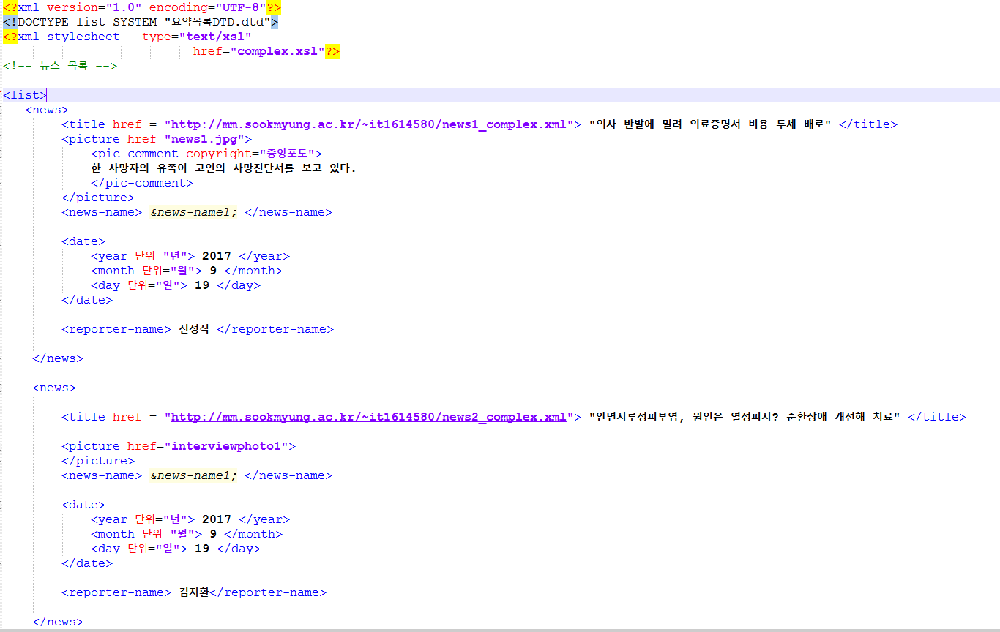 <?xml version="1.0" encoding="UTF-8"?>
<!DOCTYPE list SYSTEM "요약목록DTD.dtd">
<?xml-stylesheet   type="text/xsl"
href="complex.xsl"?>
<!-- 뉴스 목록 -->
<list>
<news>
<title href = "http://mm.sookmyung.ac.kr/~it1614580/news1_complex.xml"> "의사 반발에 밀려 의료증명서 비용 두세 배로" </title>
<picture href="news1.jpg">
<pic-comment copyright="중앙포토">
한 사망자의 유족이 고인의 사망진단서를 보고 있다.
</pic-comment>
</picture>
<news-name> &news-name1; </news-name>
<date>
<year 단위="년"> 2017 </year>
<month 단위="월"> 9 </month>
<day 단위="일"> 19 </day>
</date>
<reporter-name> 신성식 </reporter-name>
</news>
<news>
<title href = "http://mm.sookmyung.ac.kr/~it1614580/news2_complex.xml"> "안면지루성피부염, 원인은 열성피지? 순환장애 개선해 치료" </title>
<picture href="interviewphoto1">
</picture>
<news-name> &news-name1; </news-name>
<date>
<year 단위="년"> 2017 </year>
<month 단위="월"> 9 </month>
<day 단위="일"> 19 </day>
</date>
<reporter-name> 김지환</reporter-name>
</news>